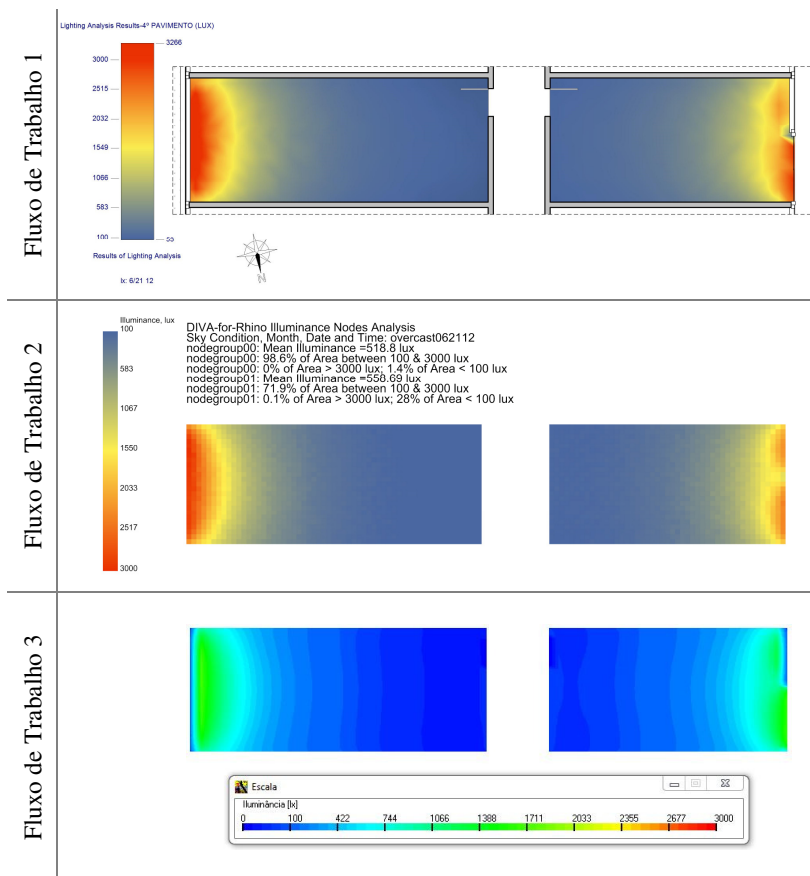 Fluxo de Trabalho 1
Lighting Analysis Results-4º PAVIMENTO (LUX)
3266
3000
2515
2032
1549
1066
583
100
55
Results of Lighting Analysis
lx: 6/21 12
N
Fluxo de Trabalho 2
Illuminance, lux
100
583
1067
1550
2033
2517
3000
DIVA-for-Rhino Illuminance Nodes Analysis
Sky Condition, Month, Date and Time: overcast062112
nodegroup00: Mean Illuminance =518.8 lux
nodegroup00: 98.6% of Area between 100 & 3000 lux
nodegroup00: 0% of Area > 3000 lux; 1.4% of Area < 100 lux
nodegroup01: Mean Illuminance =558.69 lux
nodegroup01: 71.9% of Area between 100 & 3000 lux
nodegroup01: 0.1% of Area > 3000 lux; 28% of Area < 100 lux
Fluxo de Trabalho 3
Escala
Iluminância [lx]
0 100 422 744 1066 1388 1711 2033 2355 2677 3000